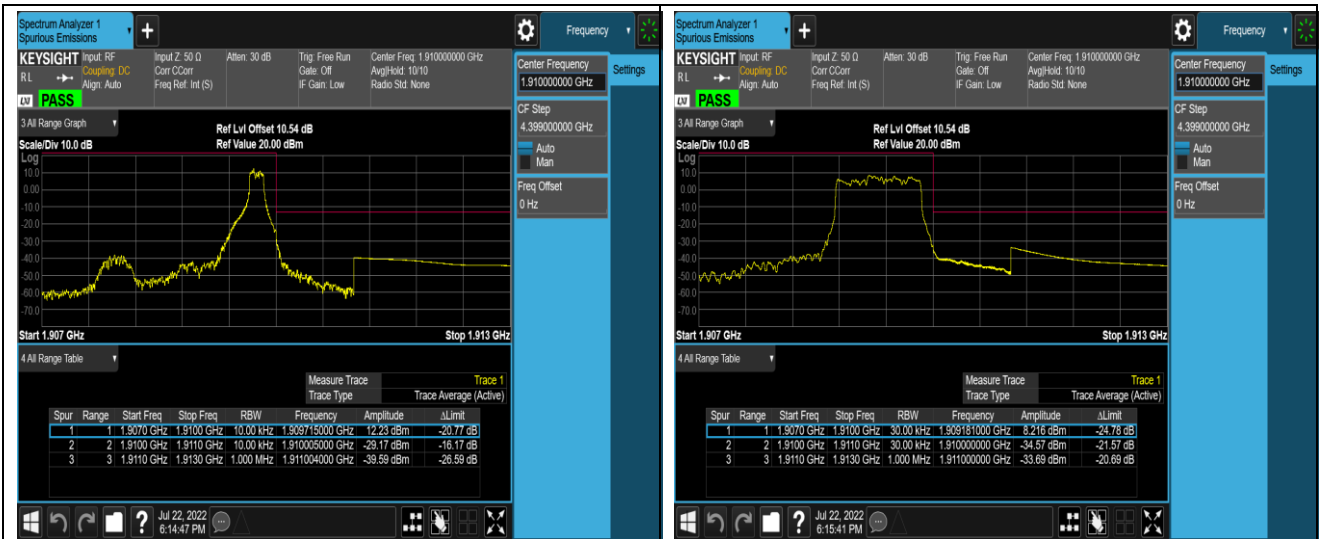 Spectrum Analyzer 1
Spurious Emissions
+
Frequency
KEYSIGHT Input: RF Input Z: 50 Ω Atten: 30 dB Trig: Free Run Center Freq: 1.910000000 GHz
RL Coupling: DC Corr CCorr Gate: Off Avg|Hold: 10/10
Align: Auto Freq Ref: Int (S) IF Gain: Low Radio Std: None
LXI PASS
Center Frequency
1.910000000 GHz
Settings
CF Step
4.399000000 GHz
Auto
Man
Freq Offset
0 Hz
3 All Range Graph
Ref Lvl Offset 10.54 dB
Scale/Div 10.0 dB Ref Value 20.00 dBm
Log
10.0
0.00
-10.0
-20.0
-30.0
-40.0
-50.0
-60.0
-70.0
Start 1.907 GHz Stop 1.913 GHz
4 All Range Table
Measure Trace Trace 1
Trace Type Trace Average (Active)
Spur Range Start Freq Stop Freq RBW Frequency Amplitude ΔLimit
1 1 1.9070 GHz 1.9100 GHz 10.00 kHz 1.909715000 GHz 12.23 dBm -20.77 dB
2 2 1.9100 GHz 1.9110 GHz 10.00 kHz 1.910005000 GHz -29.17 dBm -16.17 dB
3 3 1.9110 GHz 1.9130 GHz 1.000 MHz 1.911004000 GHz -39.59 dBm -26.59 dB
? Jul 22, 2022
6:14:47 PM
Spectrum Analyzer 1
Spurious Emissions
+
Frequency
KEYSIGHT Input: RF Input Z: 50 Ω Atten: 30 dB Trig: Free Run Center Freq: 1.910000000 GHz
RL Coupling: DC Corr CCorr Gate: Off Avg|Hold: 10/10
Align: Auto Freq Ref: Int (S) IF Gain: Low Radio Std: None
LXI PASS
Center Frequency
1.910000000 GHz
Settings
CF Step
4.399000000 GHz
Auto
Man
Freq Offset
0 Hz
3 All Range Graph
Ref Lvl Offset 10.54 dB
Scale/Div 10.0 dB Ref Value 20.00 dBm
Log
10.0
0.00
-10.0
-20.0
-30.0
-40.0
-50.0
-60.0
-70.0
Start 1.907 GHz Stop 1.913 GHz
4 All Range Table
Measure Trace Trace 1
Trace Type Trace Average (Active)
Spur Range Start Freq Stop Freq RBW Frequency Amplitude ΔLimit
1 1 1.9070 GHz 1.9100 GHz 30.00 kHz 1.909181000 GHz 8.216 dBm -24.78 dB
2 2 1.9100 GHz 1.9110 GHz 30.00 kHz 1.910000000 GHz -34.57 dBm -21.57 dB
3 3 1.9110 GHz 1.9130 GHz 1.000 MHz 1.911000000 GHz -33.69 dBm -20.69 dB
? Jul 22, 2022
6:15:41 PM